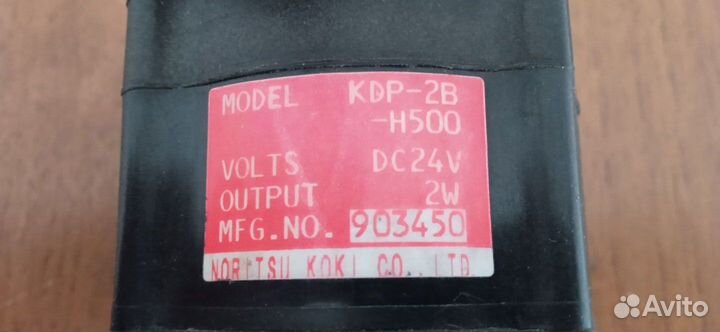 MODEL KDP-2B
-H500
VOLTS DC24V
OUTPUT 2W
MFG.NO. 903450
NORITSU KOKI CO., LTD.
Avito